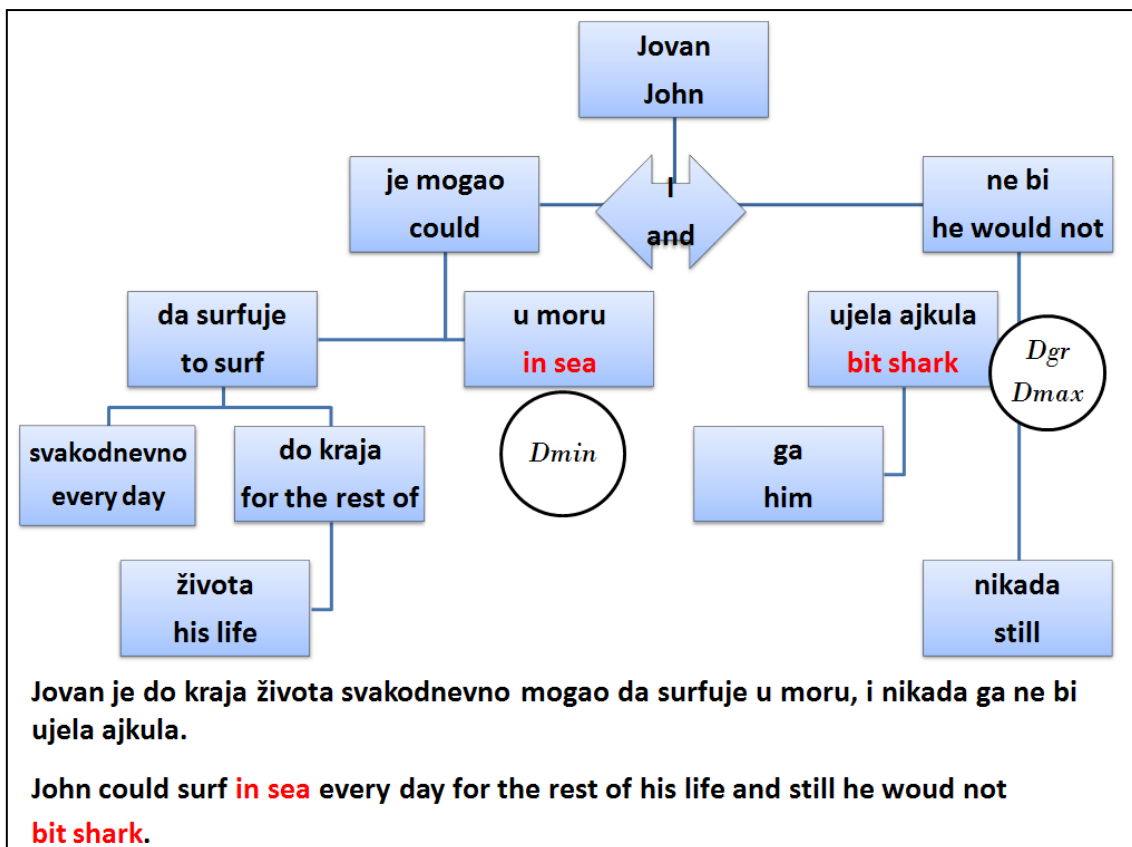 Jovan
John
je mogao
could
I
and
ne bi
he would not
da surfuje
to surf
u moru
in sea
ujela ajkula
bit shark
Dgr
Dmax
svakodnevno
every day
do kraja
for the rest of
Dmin
ga
him
života
his life
nikada
still
Jovan je do kraja života svakodnevno mogao da surfuje u moru, i nikada ga ne bi
ujela ajkula.
John could surf in sea every day for the rest of his life and still he woud not
bit shark.